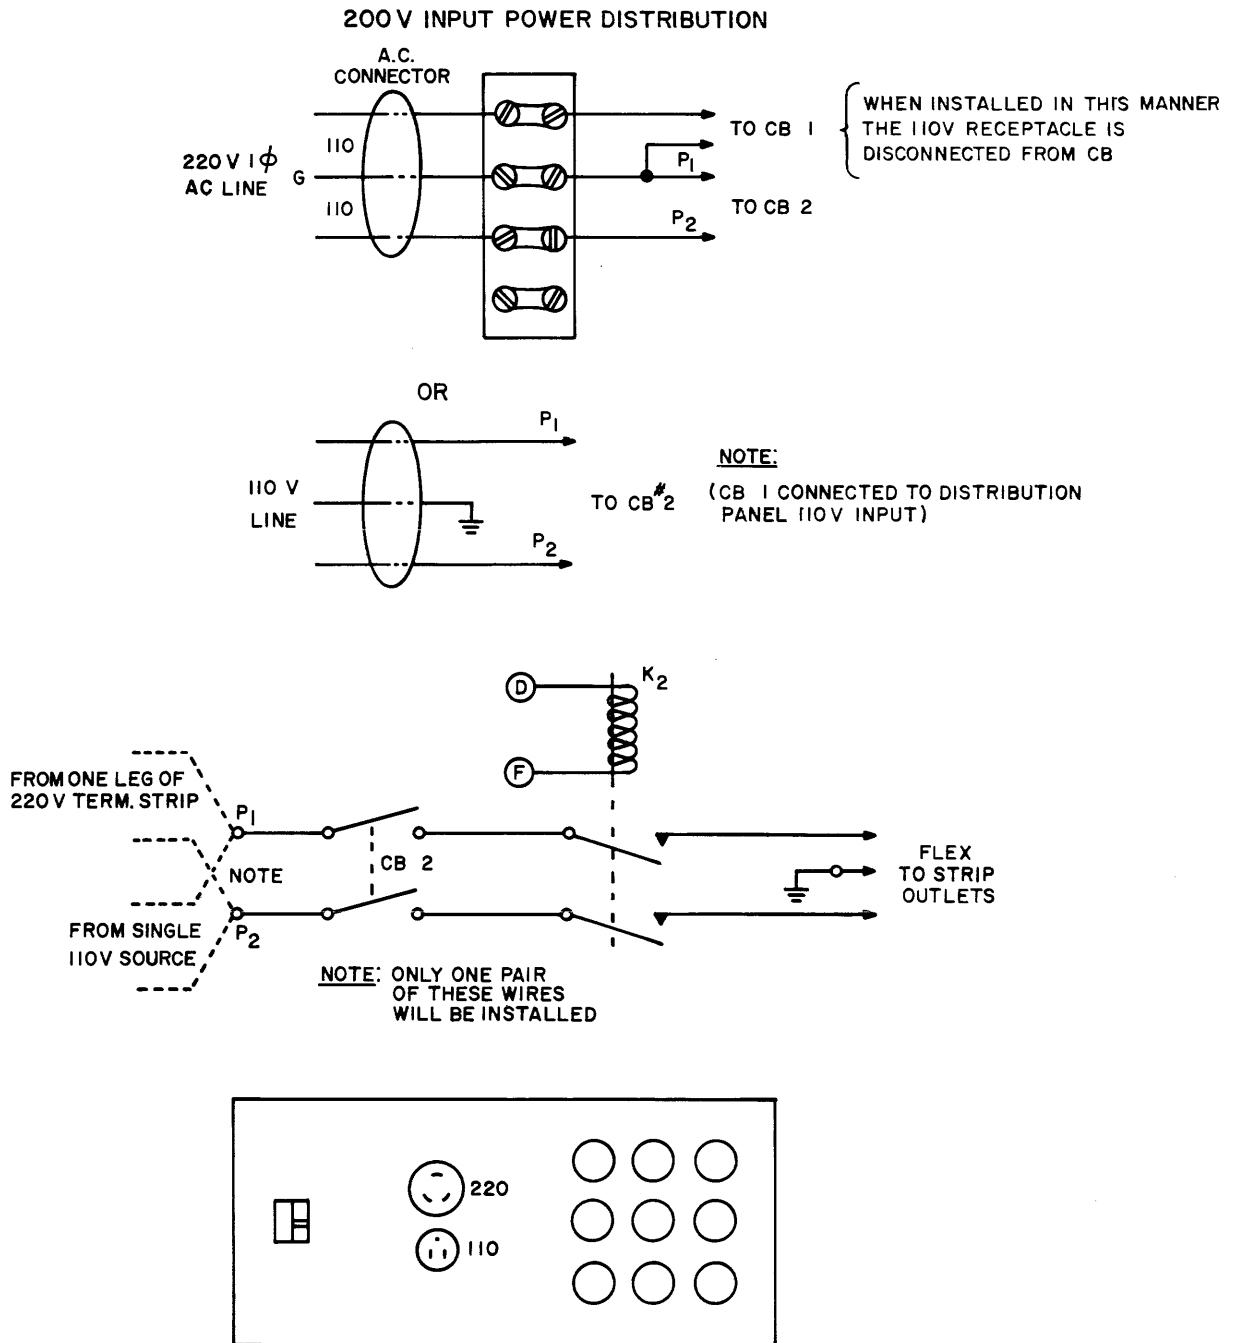 200V INPUT POWER DISTRIBUTION
A.C.
CONNECTOR
110
220V 1ϕ
AC LINE
G
110
TO CB 1
P1
TO CB 2
P2
WHEN INSTALLED IN THIS MANNER
THE 110V RECEPTACLE IS
DISCONNECTED FROM CB
OR
P1
110 V
LINE
TO CB#2
P2
NOTE:
(CB 1 CONNECTED TO DISTRIBUTION
PANEL 110V INPUT)
D
K2
F
FROM ONE LEG OF
220V TERM. STRIP
P1
CB 2
NOTE
FROM SINGLE
110V SOURCE
P2
FLEX
TO STRIP
OUTLETS
NOTE: ONLY ONE PAIR
OF THESE WIRES
WILL BE INSTALLED
220
110